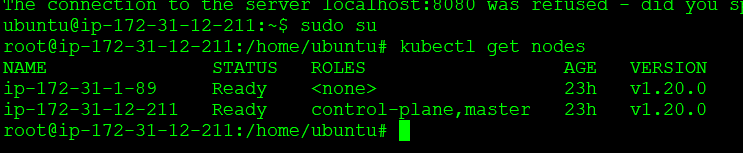 The connection to the server localhost:8080 was refused - did you sp
ubuntu@ip-172-31-12-211:~$ sudo su
root@ip-172-31-12-211:/home/ubuntu# kubectl get nodes
NAME STATUS ROLES AGE VERSION
ip-172-31-1-89 Ready <none> 23h v1.20.0
ip-172-31-12-211 Ready control-plane,master 23h v1.20.0
root@ip-172-31-12-211:/home/ubuntu#